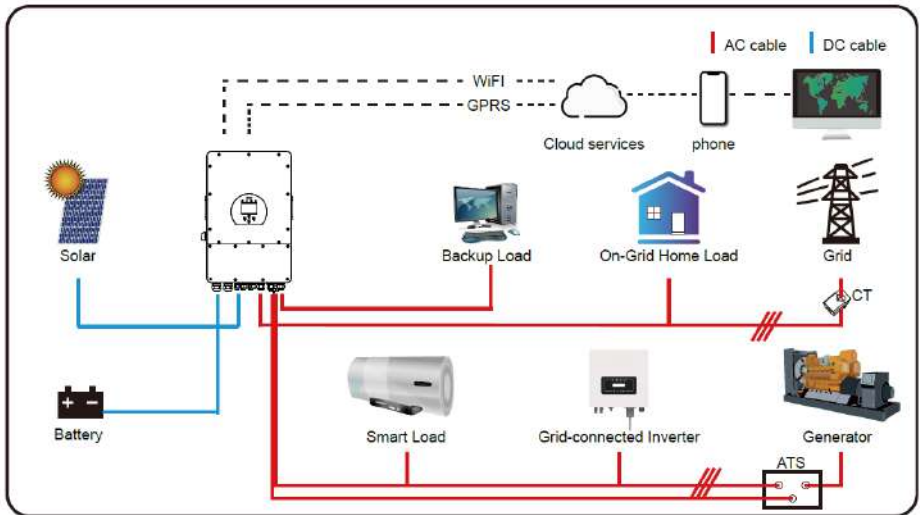 AC cable
DC cable
WiFI
GPRS
Cloud services
phone
Solar
Backup Load
On-Grid Home Load
Grid
CT
Battery
Smart Load
Grid-connected Inverter
Generator
ATS